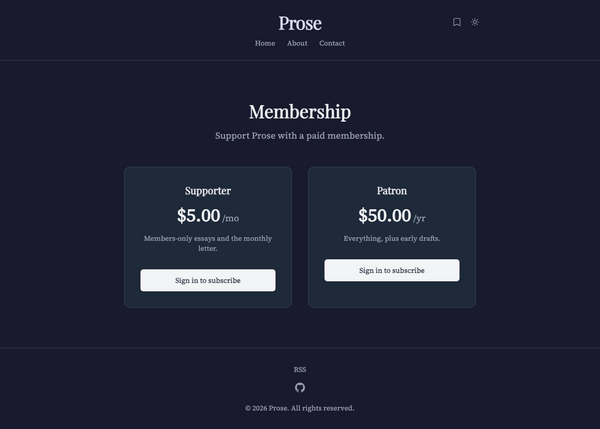 Prose
Home About Contact
Membership
Support Prose with a paid membership.
Supporter
$5.00 /mo
Members-only essays and the monthly
letter.
Sign in to subscribe
Patron
$50.00 /yr
Everything, plus early drafts.
Sign in to subscribe
RSS
© 2026 Prose. All rights reserved.